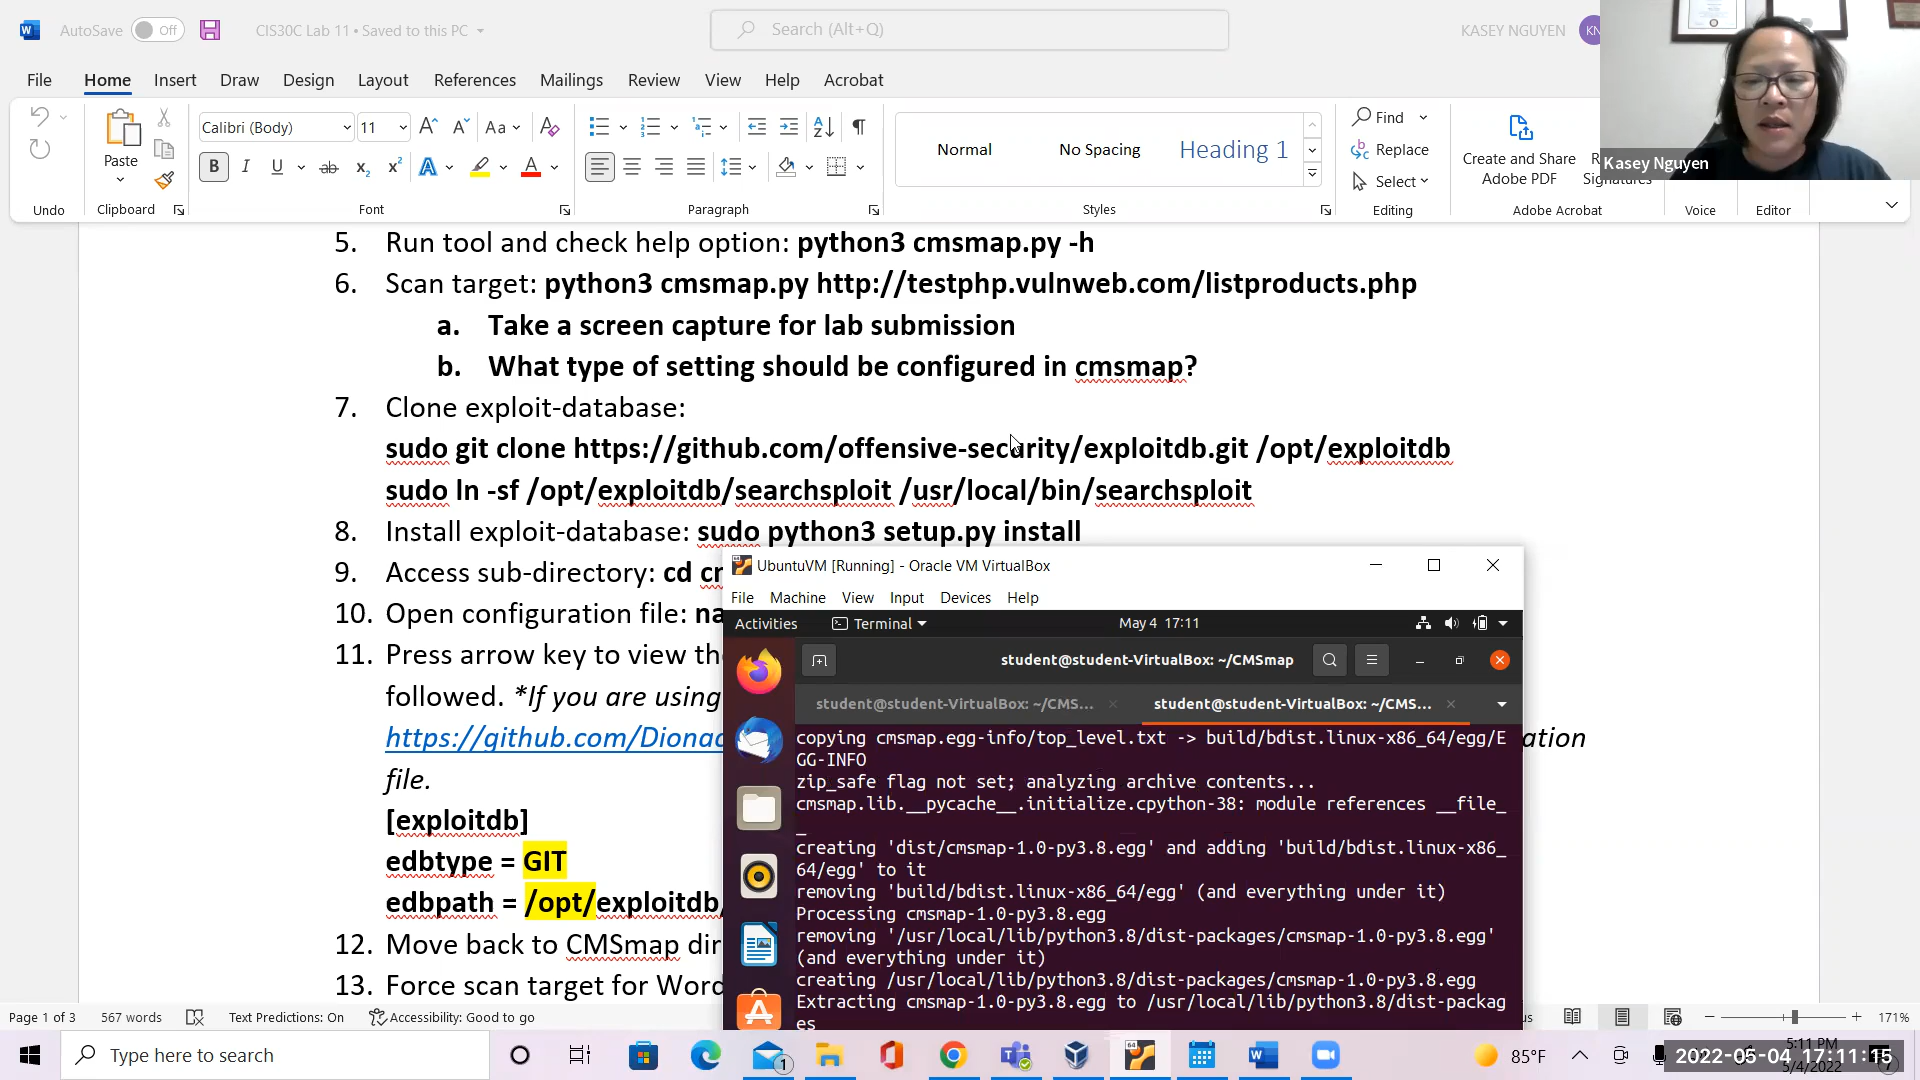 AutoSave Off CIS30C Lab 11 • Saved to this PC Search (Alt+Q) KASEY NGUYEN KN
File Home Insert Draw Design Layout References Mailings Review View Help Acrobat
Calibri (Body) 11 Aa
Paste
B I U ab x₂ x² A A
Normal No Spacing Heading 1
Find
Replace
Select
Create and Share
Adobe PDF
Signatures
Kasey Nguyen
Undo Clipboard Font Paragraph Styles Editing Adobe Acrobat Voice Editor
5. Run tool and check help option: python3 cmsmap.py -h
6. Scan target: python3 cmsmap.py http://testphp.vulnweb.com/listproducts.php
a. Take a screen capture for lab submission
b. What type of setting should be configured in cmsmap?
7. Clone exploit-database:
sudo git clone https://github.com/offensive-security/exploitdb.git /opt/exploitdb
sudo ln -sf /opt/exploitdb/searchsploit /usr/local/bin/searchsploit
8. Install exploit-database: sudo python3 setup.py install
9. Access sub-directory: cd
10. Open configuration file:
11. Press arrow key to view
followed. *If you are using
https://github.com/
file.
[exploitdb]
edbtype = GIT
edbpath = /opt/exploitdb
12. Move back to CMSmap
13. Force scan target for
UbuntuVM [Running] - Oracle VM VirtualBox
File Machine View Input Devices Help
Activities Terminal May 4 17:11
student@student-VirtualBox: ~/CMSmap
student@student-VirtualBox: ~/CMS... student@student-VirtualBox: ~/CMS...
copying cmsmap.egg-info/top_level.txt -> build/bdist.linux-x86_64/egg/E
GG-INFO
zip_safe flag not set; analyzing archive contents...
cmsmap.lib.__pycache__.initialize.cpython-38: module references __file_
_
creating 'dist/cmsmap-1.0-py3.8.egg' and adding 'build/bdist.linux-x86_
64/egg' to it
removing 'build/bdist.linux-x86_64/egg' (and everything under it)
Processing cmsmap-1.0-py3.8.egg
removing '/usr/local/lib/python3.8/dist-packages/cmsmap-1.0-py3.8.egg'
(and everything under it)
creating /usr/local/lib/python3.8/dist-packages/cmsmap-1.0-py3.8.egg
Extracting cmsmap-1.0-py3.8.egg to /usr/local/lib/python3.8/dist-packag
es
Page 1 of 3 567 words Text Predictions: On Accessibility: Good to go 171%
Type here to search 1 85°F 5:11 PM
2022-05-04 17:11:15
5/4/2022